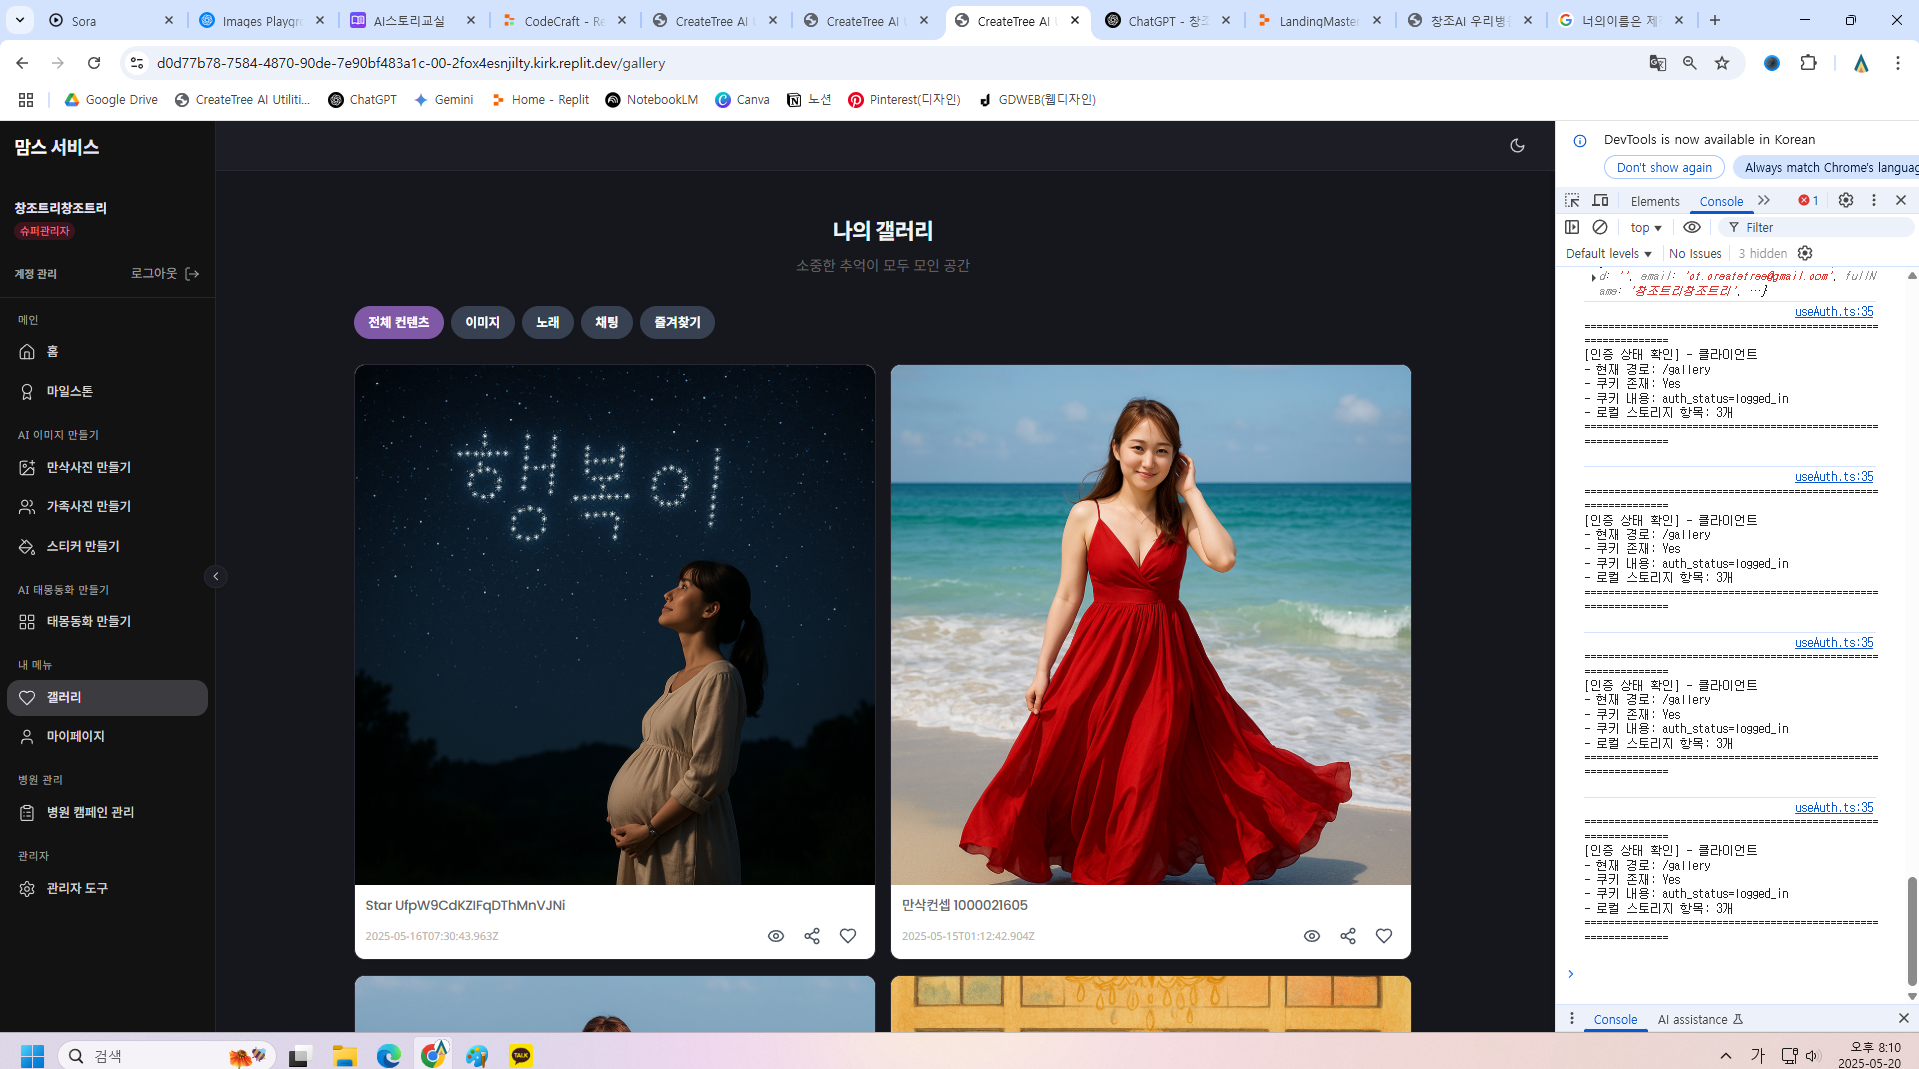 Sora
Images Playgr
AI스토리교실
CodeCraft - Re
CreateTree AI U
CreateTree AI U
CreateTree AI U
ChatGPT - 창조
LandingMaster
창조AI 우리병
너의이름은 제
d0d77b78-7584-4870-90de-7e90bf483a1c-00-2fox4esnjilty.kirk.replit.dev/gallery
Google Drive
CreateTree AI Utiliti...
ChatGPT
Gemini
Home - Replit
NotebookLM
Canva
노션
Pinterest(디자인)
GDWEB(웹디자인)
맘스 서비스
창조트리창조트리
슈퍼관리자
계정 관리
로그아웃
메인
홈
마일스톤
AI 이미지 만들기
만삭사진 만들기
가족사진 만들기
스티커 만들기
AI 태몽동화 만들기
태몽동화 만들기
내 메뉴
갤러리
마이페이지
병원 관리
병원 캠페인 관리
관리자
관리자 도구
나의 갤러리
소중한 추억이 모두 모인 공간
전체 컨텐츠
이미지
노래
채팅
즐겨찾기
행복이
Star UfpW9CdKZIFqDThMnVJNi
2025-05-16T07:30:43.963Z
만삭컨셉 1000021605
2025-05-15T01:12:42.904Z
DevTools is now available in Korean
Don't show again
Always match Chrome's languag
Elements
Console
1
top
Filter
Default levels
No Issues
3 hidden
d: '', email: 'ct.createtree@gmail.com', fullN
ame: '창조트리창조트리', …}
useAuth.ts:35
=================================================
==============
[인증 상태 확인] - 클라이언트
- 현재 경로: /gallery
- 쿠키 존재: Yes
- 쿠키 내용: auth_status=logged_in
- 로컬 스토리지 항목: 3개
=================================================
==============
useAuth.ts:35
=================================================
==============
[인증 상태 확인] - 클라이언트
- 현재 경로: /gallery
- 쿠키 존재: Yes
- 쿠키 내용: auth_status=logged_in
- 로컬 스토리지 항목: 3개
=================================================
==============
useAuth.ts:35
=================================================
==============
[인증 상태 확인] - 클라이언트
- 현재 경로: /gallery
- 쿠키 존재: Yes
- 쿠키 내용: auth_status=logged_in
- 로컬 스토리지 항목: 3개
=================================================
==============
useAuth.ts:35
=================================================
==============
[인증 상태 확인] - 클라이언트
- 현재 경로: /gallery
- 쿠키 존재: Yes
- 쿠키 내용: auth_status=logged_in
- 로컬 스토리지 항목: 3개
=================================================
==============
Console
AI assistance
검색
TALK
가
오후 8:10
2025-05-20